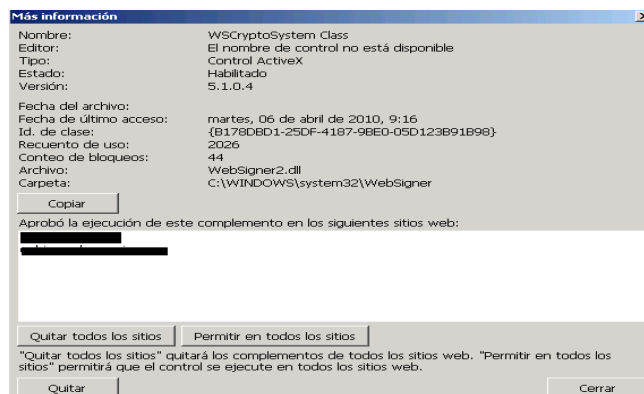 Más información
Nombre: WSCryptoSystem Class
Editor: El nombre de control no está disponible
Tipo: Control ActiveX
Estado: Habilitado
Versión: 5.1.0.4
Fecha del archivo:
Fecha de último acceso: martes, 06 de abril de 2010, 9:16
Id. de clase: {B178DBD1-25DF-4187-9BE0-05D123B91B98}
Recuento de uso: 2026
Conteo de bloqueos: 44
Archivo: WebSigner2.dll
Carpeta: C:\WINDOWS\system32\WebSigner
Copiar
Aprobó la ejecución de este complemento en los siguientes sitios web:
Quitar todos los sitios Permitir en todos los sitios
"Quitar todos los sitios" quitará los complementos de todos los sitios web. "Permitir en todos los
sitios" permitirá que el control se ejecute en todos los sitios web.
Quitar Cerrar